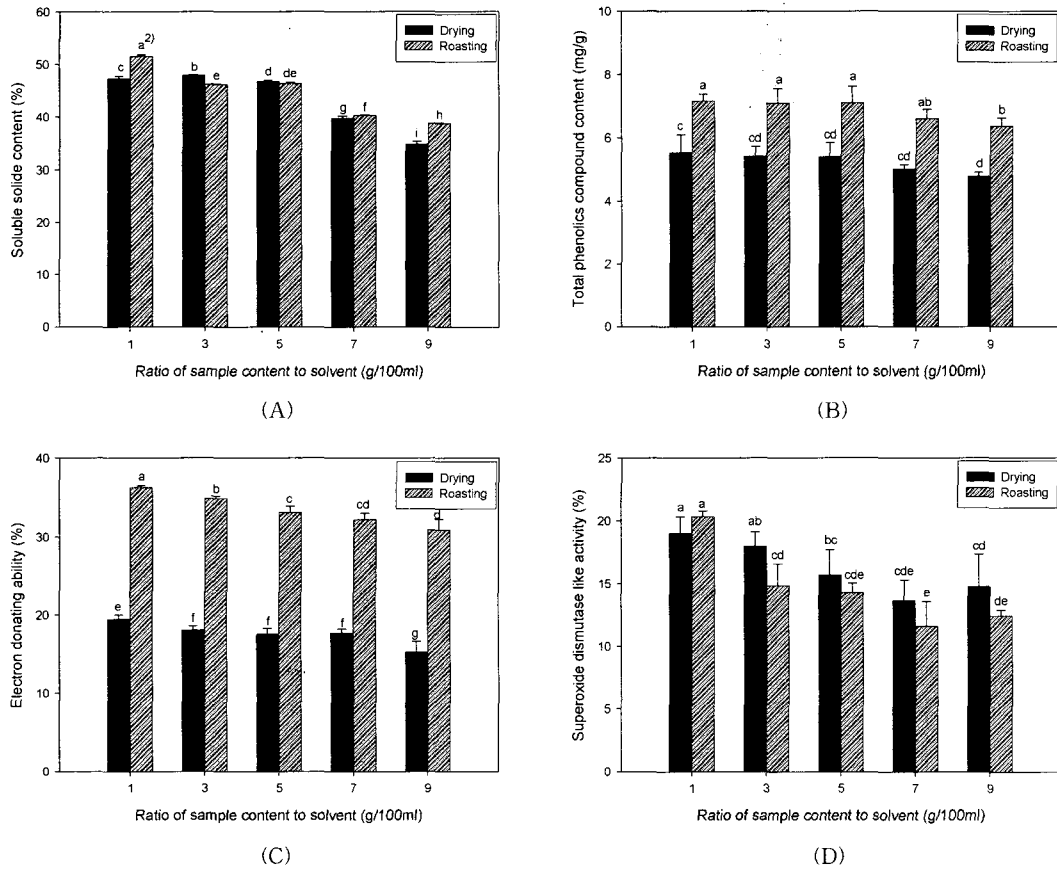 60
50
40
30
20
10
0
Soluble solide content (%)
Drying
Roasting
c
a2)
b
e
d
de
g
f
i
h
1
3
5
7
9
Ratio of sample content to solvent (g/100ml)
(A)
10
8
6
4
2
0
Total phenolics compound content (mg/g)
Drying
Roasting
c
a
cd
a
cd
a
cd
ab
d
b
1
3
5
7
9
Ratio of sample content to solvent (g/100ml)
(B)
40
30
20
10
0
Electron donating ability (%)
Drying
Roasting
e
a
f
b
f
c
f
cd
g
d
1
3
5
7
9
Ratio of sample content to solvent (g/100ml)
(C)
25
20
15
10
5
0
Superoxide dismutase like activity (%)
Drying
Roasting
a
a
ab
cd
bc
cde
cde
e
cd
de
1
3
5
7
9
Ratio of sample content to solvent (g/100ml)
(D)